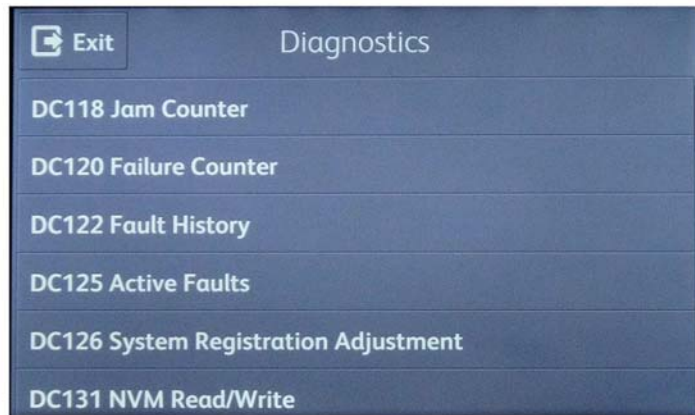 Exit
Diagnostics
DC118 Jam Counter
DC120 Failure Counter
DC122 Fault History
DC125 Active Faults
DC126 System Registration Adjustment
DC131 NVM Read/Write